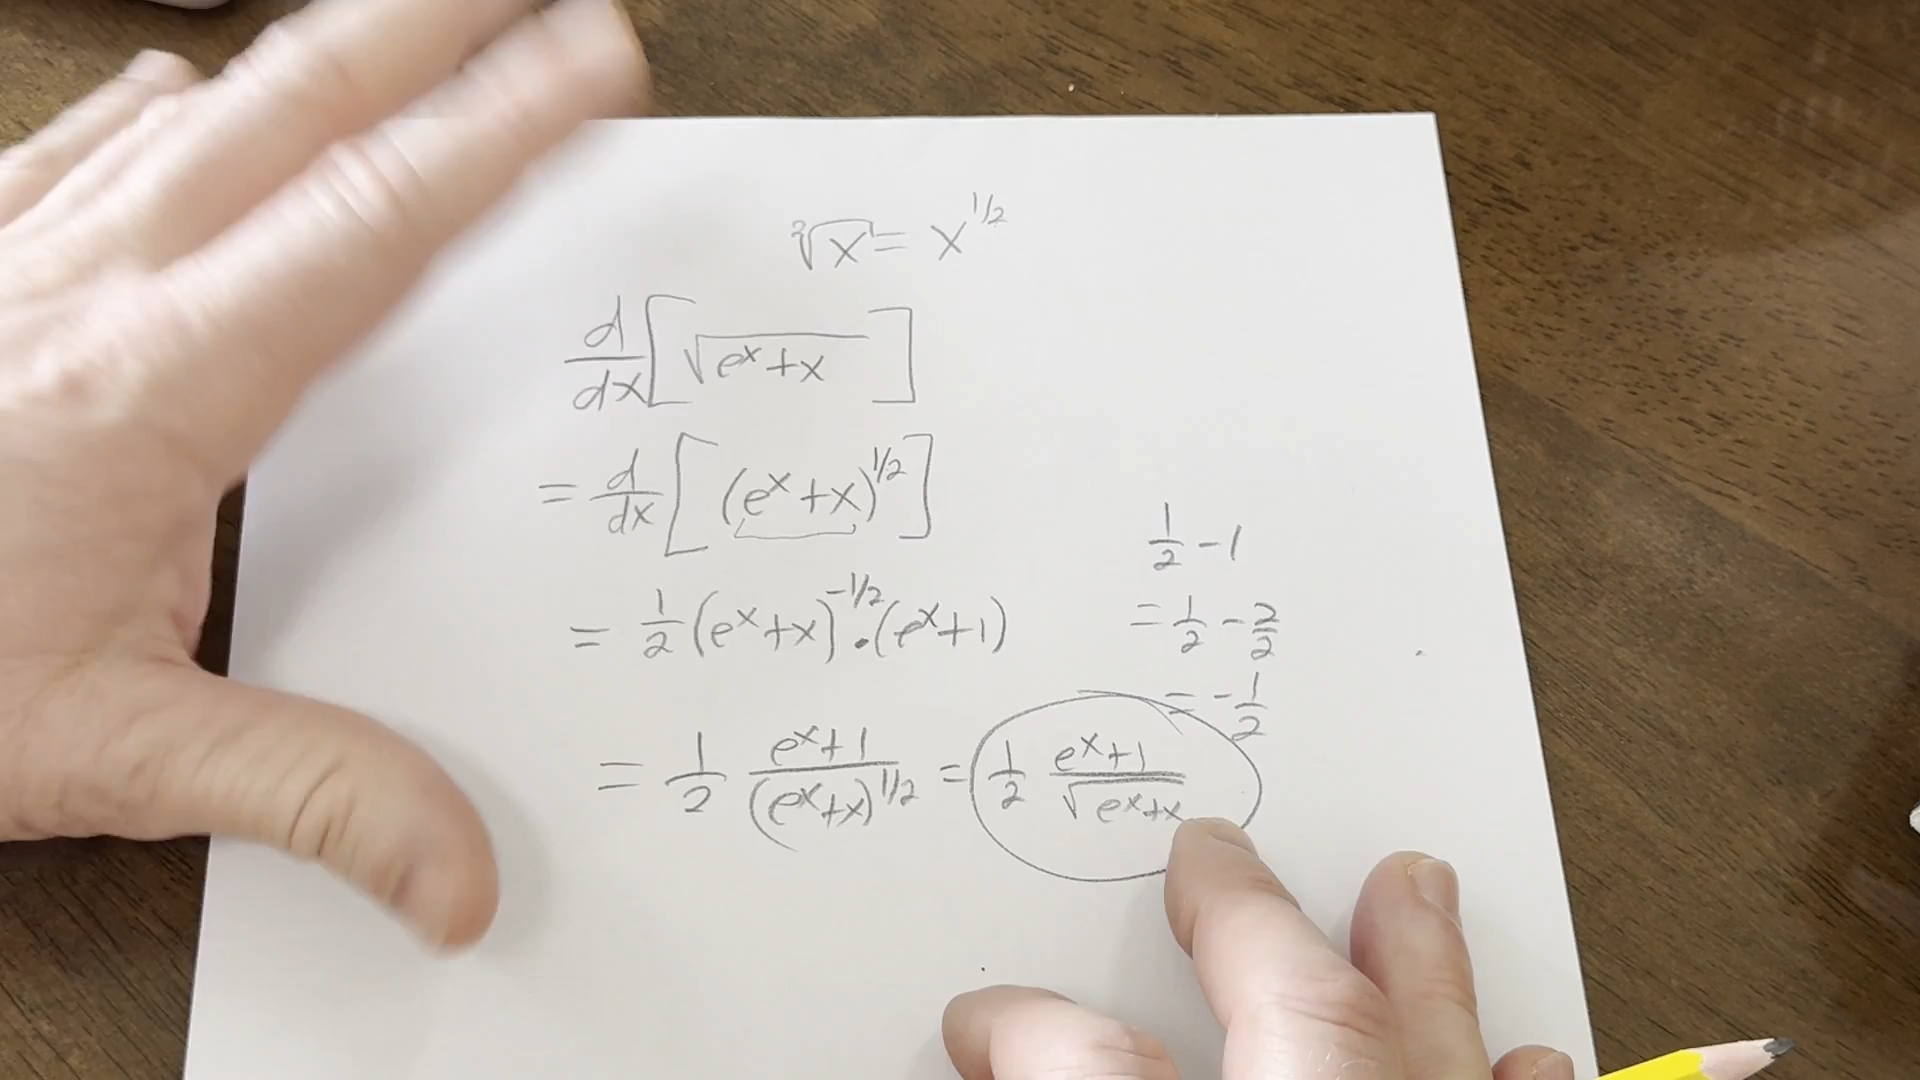 ²√x = x^1/2
d/dx [√(e^x+x)]
= d/dx [(e^x+x)^1/2]
= 1/2 (e^x+x)^-1/2 · (e^x+1)
= 1/2 (e^x+1)/(e^x+x)^1/2 = 1/2 (e^x+1)/√(e^x+x)
1/2 - 1
= 1/2 - 2/2
= -1/2